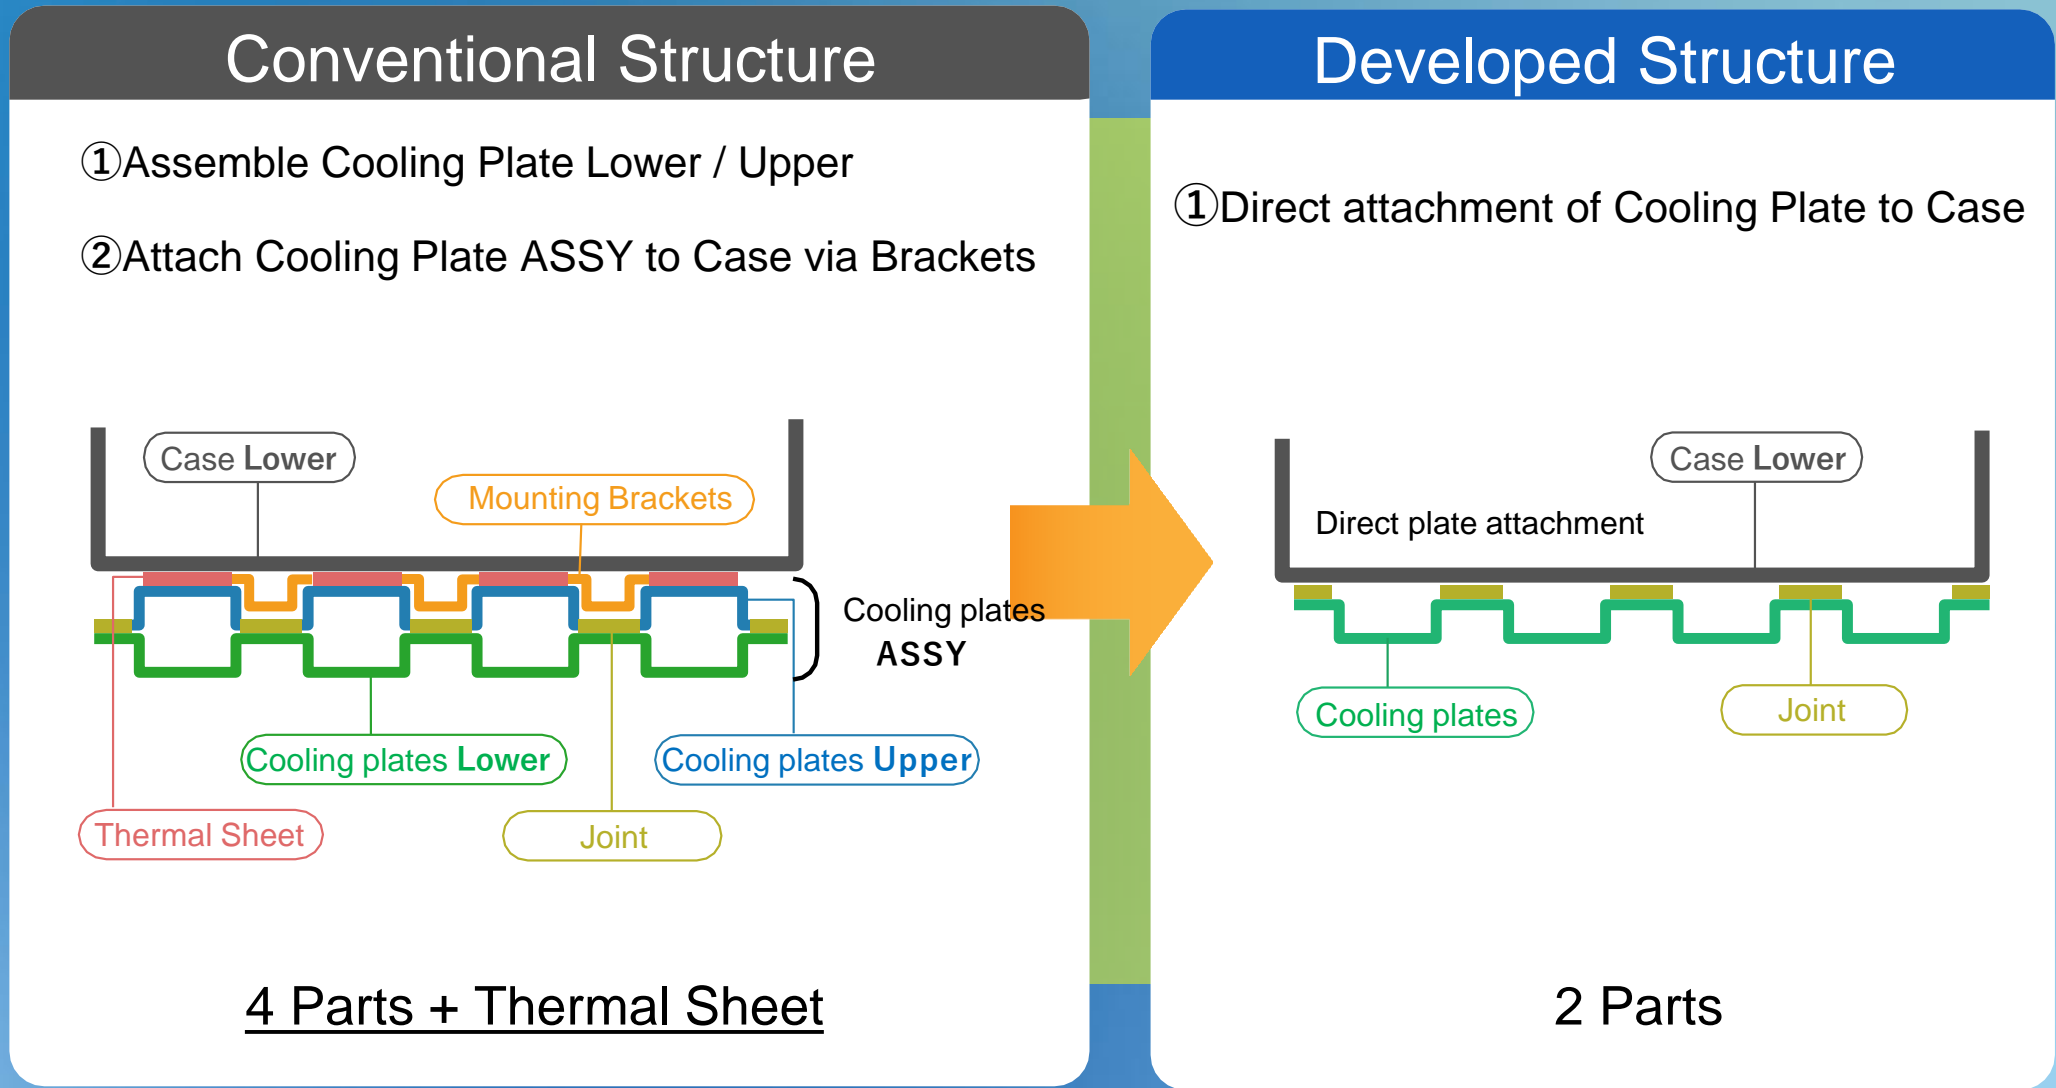 Conventional Structure
①Assemble Cooling Plate Lower / Upper
②Attach Cooling Plate ASSY to Case via Brackets
Case Lower
Mounting Brackets
Cooling plates
ASSY
Cooling plates Lower
Cooling plates Upper
Thermal Sheet
Joint
4 Parts + Thermal Sheet
Developed Structure
①Direct attachment of Cooling Plate to Case
Case Lower
Direct plate attachment
Cooling plates
Joint
2 Parts